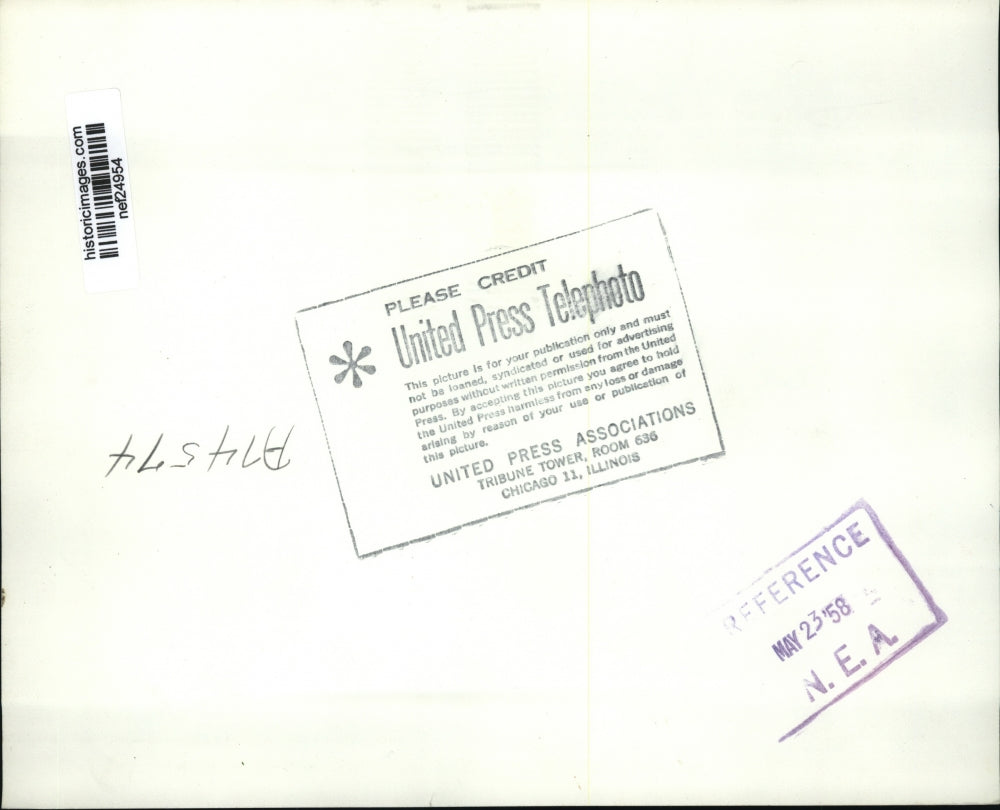 historicimages.com
nef24954
PLEASE CREDIT
United Press Telephoto
This picture is for your publication only and must
not be loaned, syndicated or used for advertising
purposes without written permission from the United
Press. By accepting this picture you agree to hold
the United Press harmless from any loss or damage
arising by reason of your use or publication of
this picture.
UNITED PRESS ASSOCIATIONS
TRIBUNE TOWER, ROOM 636
CHICAGO 11, ILLINOIS
A74574
REFERENCE
MAY 23 '58
N. E. A.